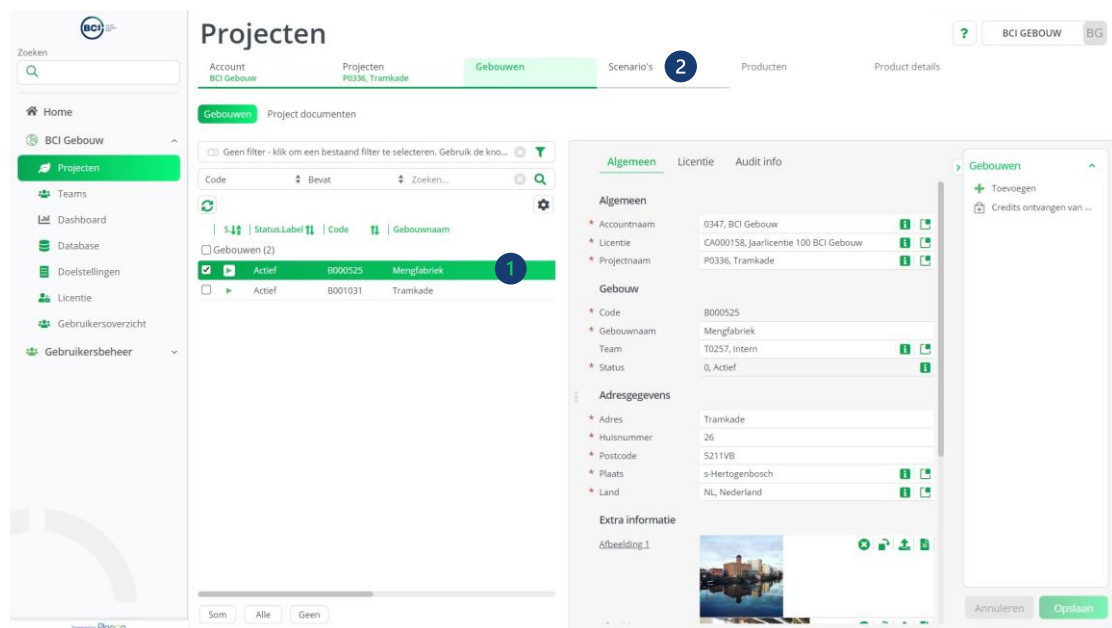 BCI
Projecten
? BCI GEBOUW BG
Zoeken
Account Projecten Gebouwen Scenario's 2 Producten Product details
BCI Gebouw P0336, Tramkade
Home
BCI Gebouw
Projecten
Teams
Dashboard
Database
Doelstellingen
Licentie
Gebruikersoverzicht
Gebruikersbeheer
Gebouwen Project documenten
Geen filter - klik om een bestaand filter te selecteren. Gebruik de kno...
Code Bevat Zoeken...
S. Status.Label Code Gebouwnaam
Gebouwen (2)
Actief B000525 Mengfabriek 1
Actief B001031 Tramkade
Som Alle Geen
Algemeen Licentie Audit info
Algemeen
* Accountnaam 0347, BCI Gebouw
* Licentie CA000158, Jaarlicentie 100 BCI Gebouw
* Projectnaam P0336, Tramkade
Gebouw
* Code B000525
* Gebouwnaam Mengfabriek
Team T0257, Intern
* Status 0, Actief
Adresgegevens
* Adres Tramkade
* Huisnummer 26
* Postcode 5211VB
* Plaats s-Hertogenbosch
* Land NL, Nederland
Extra informatie
Afbeelding 1
Gebouwen
Toevoegen
Credits ontvangen van ...
Annuleren Opslaan